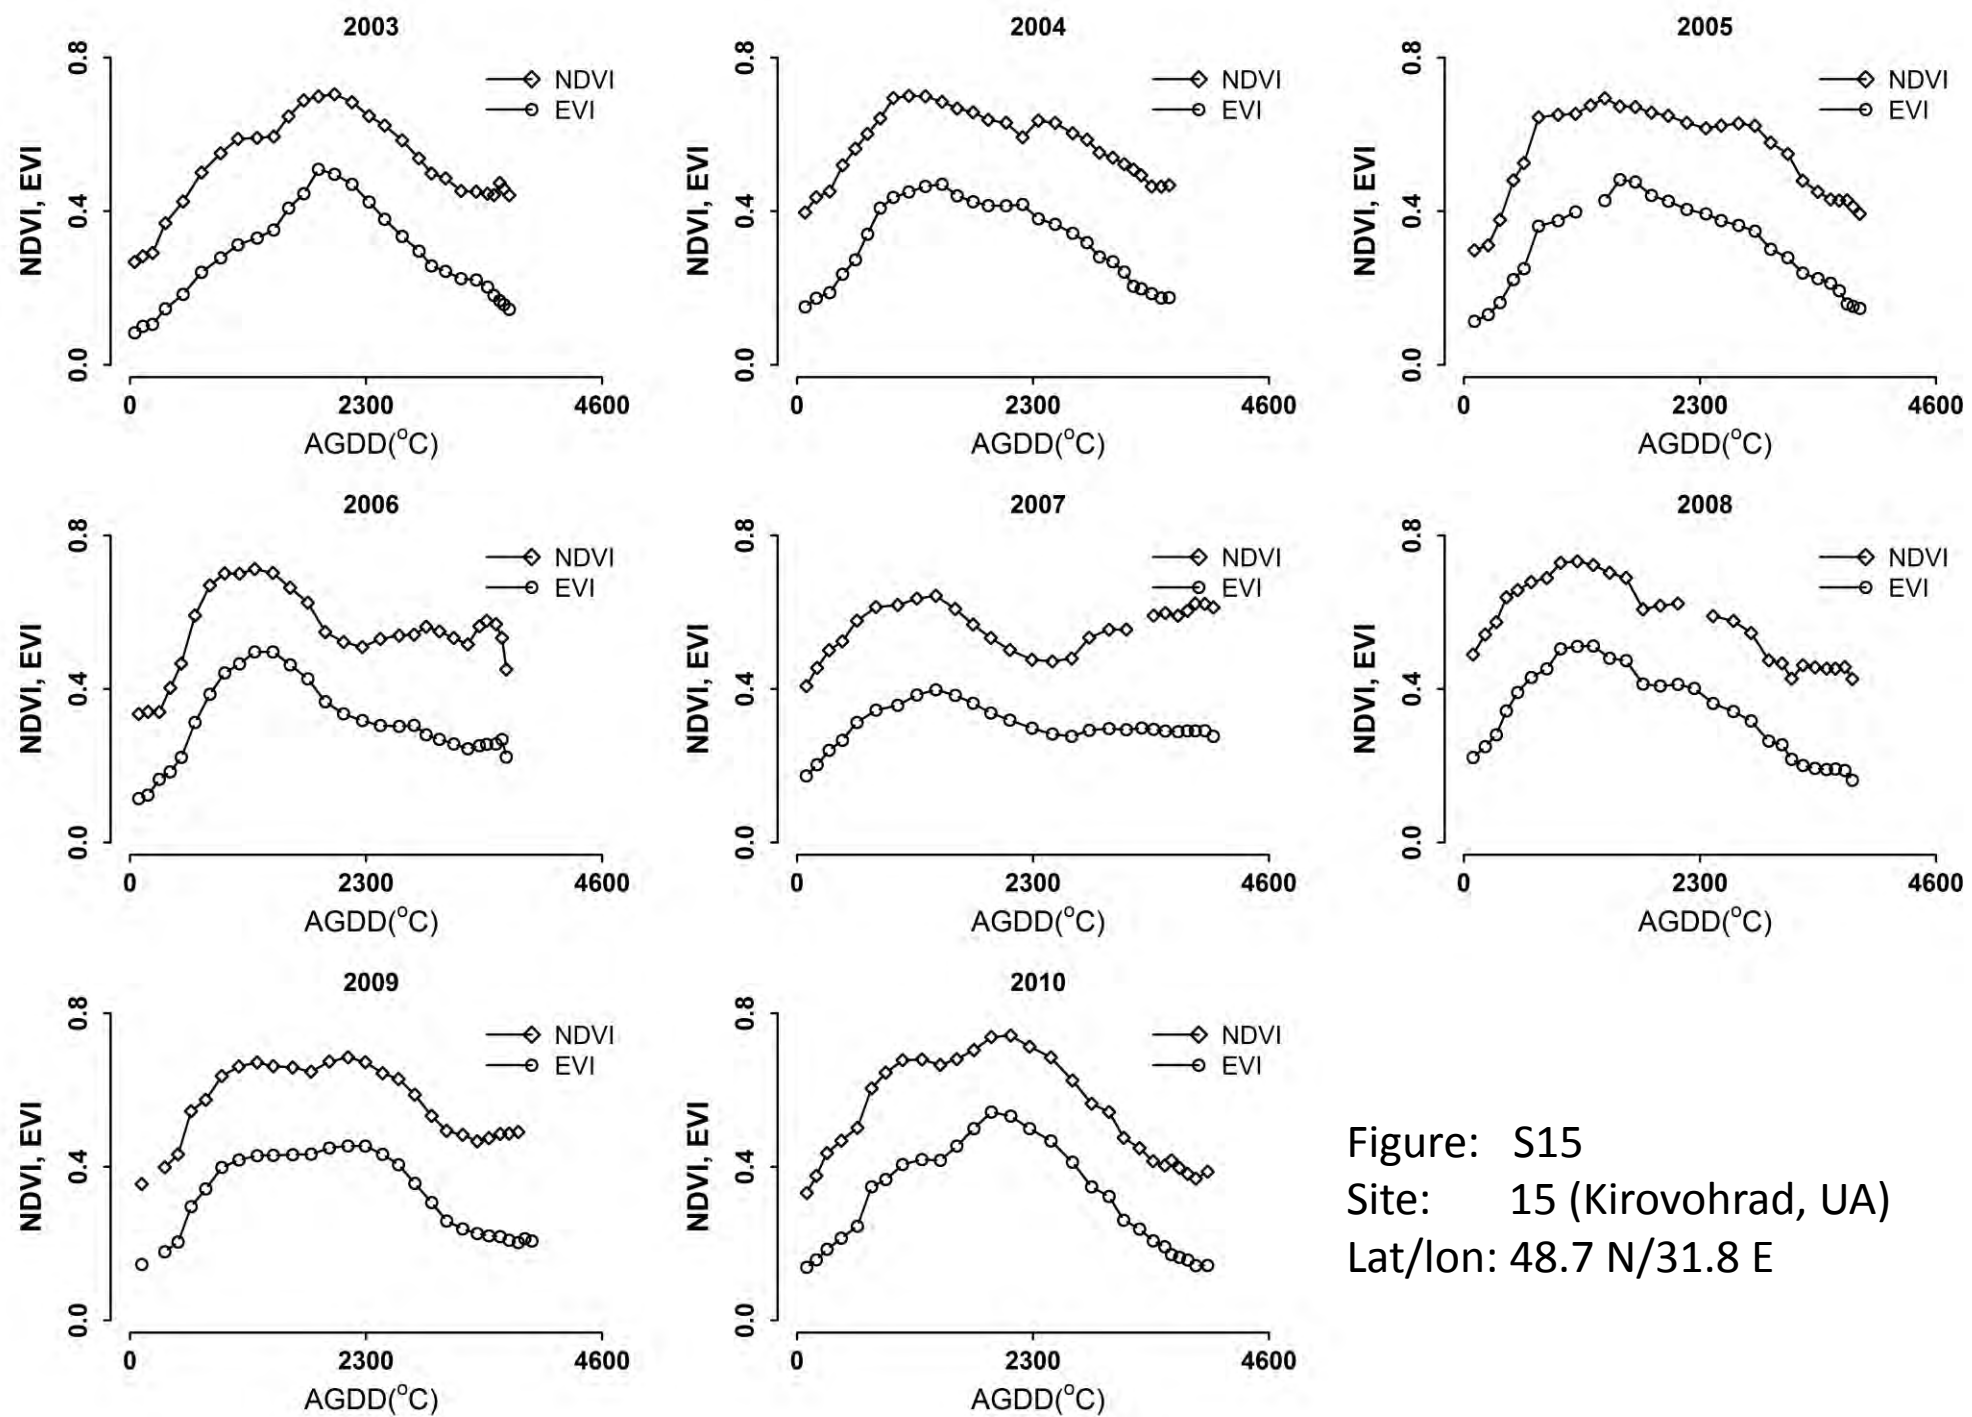 2003
NDVI, EVI
0.8
0.4
0.0
NDVI
EVI
0 2300 4600
AGDD(°C)
2004
NDVI, EVI
0.8
0.4
0.0
NDVI
EVI
0 2300 4600
AGDD(°C)
2005
NDVI, EVI
0.8
0.4
0.0
NDVI
EVI
0 2300 4600
AGDD(°C)
2006
NDVI, EVI
0.8
0.4
0.0
NDVI
EVI
0 2300 4600
AGDD(°C)
2007
NDVI, EVI
0.8
0.4
0.0
NDVI
EVI
0 2300 4600
AGDD(°C)
2008
NDVI, EVI
0.8
0.4
0.0
NDVI
EVI
0 2300 4600
AGDD(°C)
2009
NDVI, EVI
0.8
0.4
0.0
NDVI
EVI
0 2300 4600
AGDD(°C)
2010
NDVI, EVI
0.8
0.4
0.0
NDVI
EVI
0 2300 4600
AGDD(°C)
Figure: S15
Site: 15 (Kirovohrad, UA)
Lat/lon: 48.7 N/31.8 E